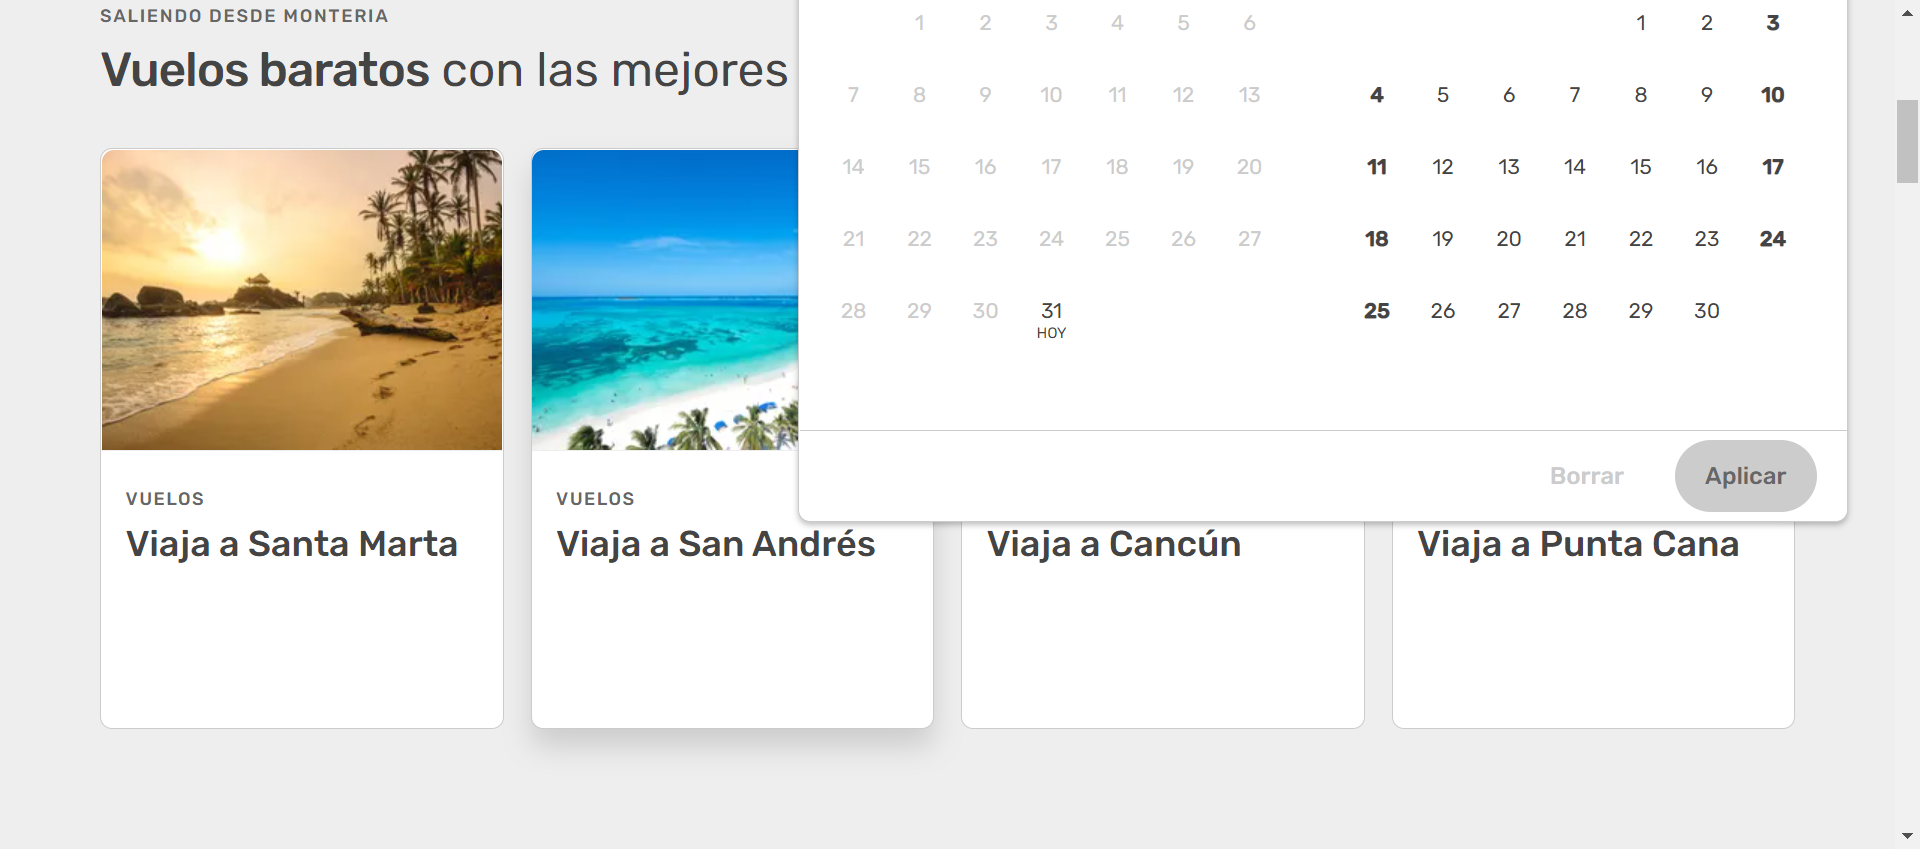 SALIENDO DESDE MONTERIA
Vuelos baratos con las mejores
1 2 3 4 5 6
7 8 9 10 11 12 13
14 15 16 17 18 19 20
21 22 23 24 25 26 27
28 29 30 31
HOY
1 2 3
4 5 6 7 8 9 10
11 12 13 14 15 16 17
18 19 20 21 22 23 24
25 26 27 28 29 30
Borrar Aplicar
VUELOS
Viaja a Santa Marta
VUELOS
Viaja a San Andrés
Viaja a Cancún
Viaja a Punta Cana